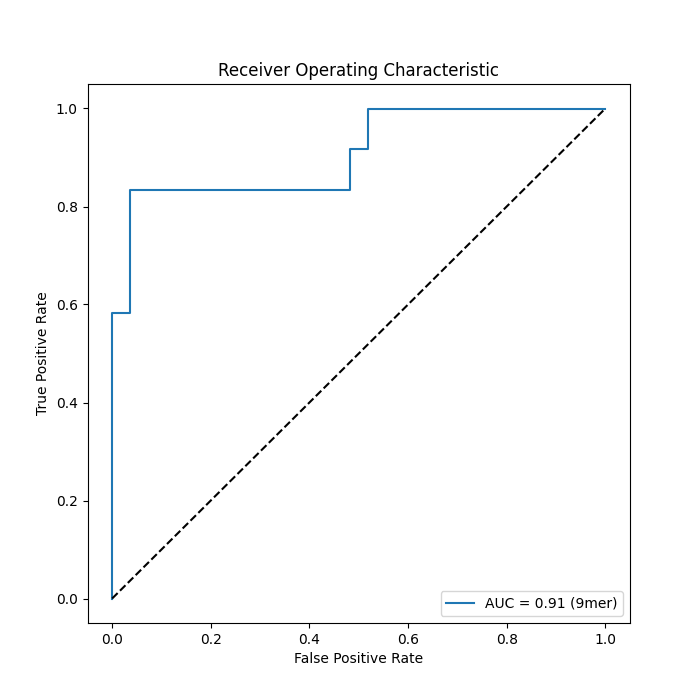 Receiver Operating Characteristic
1.0
0.8
0.6
0.4
0.2
0.0
True Positive Rate
AUC = 0.91 (9mer)
0.0 0.2 0.4 0.6 0.8 1.0
False Positive Rate